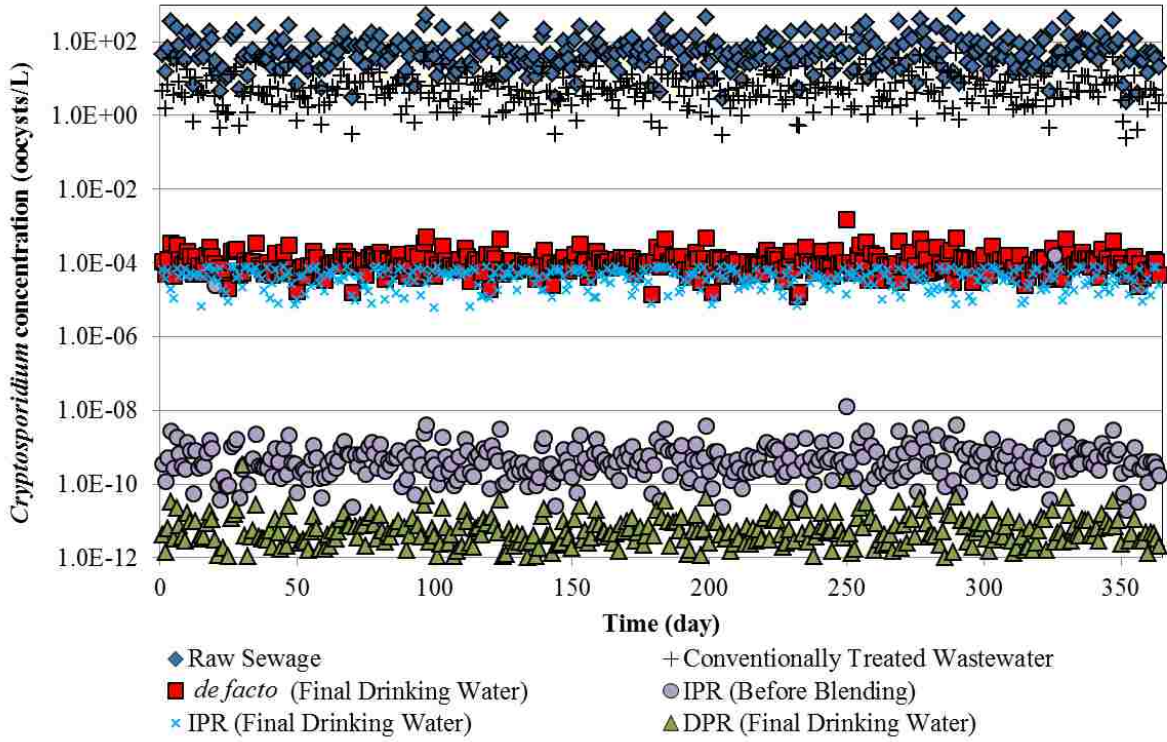 Cryptosporidium concentration (oocysts/L)
1.0E+02
1.0E+00
1.0E-02
1.0E-04
1.0E-06
1.0E-08
1.0E-10
1.0E-12
0 50 100 150 200 250 300 350
Time (day)
Raw Sewage
Conventionally Treated Wastewater
de facto (Final Drinking Water)
IPR (Before Blending)
IPR (Final Drinking Water)
DPR (Final Drinking Water)